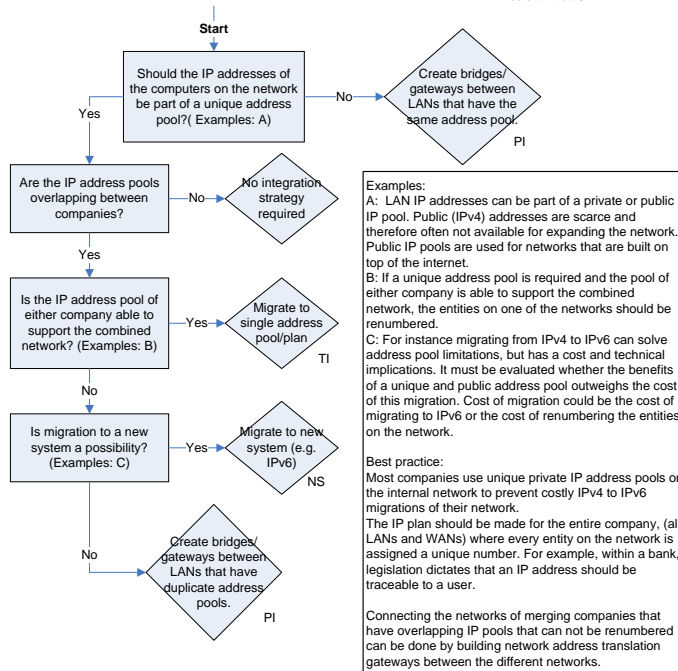 Start
Should the IP addresses of
the computers on the network
be part of a unique address
pool?( Examples: A)
No
Create bridges/
gateways between
LANs that have the
same address pool.
PI
Yes
Are the IP address pools
overlapping between
companies?
No
No integration
strategy
required
Yes
Is the IP address pool of
either company able to
support the combined
network? (Examples: B)
Yes
Migrate to
single address
pool/plan
TI
No
Is migration to a new
system a possibility?
(Examples: C)
Yes
Migrate to new
system (e.g.
IPv6)
NS
No
Create bridges/
gateways between
LANs that have
duplicate address
pools.
PI
Examples:
A: LAN IP addresses can be part of a private or public
IP pool. Public (IPv4) addresses are scarce and
therefore often not available for expanding the network.
Public IP pools are used for networks that are built on
top of the internet.
B: If a unique address pool is required and the pool of
either company is able to support the combined
network, the entities on one of the networks should be
renumbered.
C: For instance migrating from IPv4 to IPv6 can solve
address pool limitations, but has a cost and technical
implications. It must be evaluated whether the benefits
of a unique and public address pool outweighs the cost
of this migration. Cost of migration could be the cost of
migrating to IPv6 or the cost of renumbering the entities
on the network.
Best practice:
Most companies use unique private IP address pools
the internal network to prevent costly IPv4 to IPv6
migrations of their network.
The IP plan should be made for the entire company,
LANs and WANs) where every entity on the network is
assigned a unique number. For example, within a bank,
legislation dictates that an IP address should be
traceable to a user.
Connecting the networks of merging companies that
have overlapping IP pools that can not be renumbered
can be done by building network address translation
gateways between the different networks.